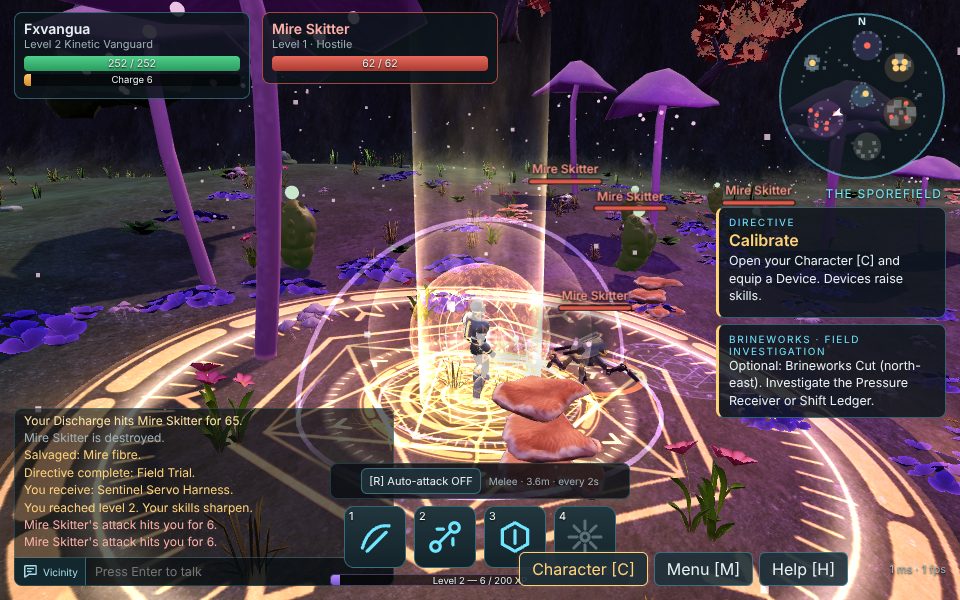 Fxvangua
Level 2 Kinetic Vanguard
252 / 252
Charge 6
Mire Skitter
Level 1 · Hostile
62 / 62
N
THE SPOREFIELD
Mire Skitter
Mire Skitter
Mire Skitter
Mire Skitter
DIRECTIVE
Calibrate
Open your Character [C] and
equip a Device. Devices raise
skills.
BRINEWORKS · FIELD
INVESTIGATION
Optional: Brineworks Cut (north-
east). Investigate the Pressure
Receiver or Shift Ledger.
Your Discharge hits Mire Skitter for 65.
Mire Skitter is destroyed.
Salvaged: Mire fibre.
Directive complete: Field Trial.
You receive: Sentinel Servo Harness.
You reached level 2. Your skills sharpen.
Mire Skitter's attack hits you for 6.
Mire Skitter's attack hits you for 6.
Vicinity
Press Enter to talk
[R] Auto-attack OFF
Melee · 3.6m · every 2s
1
2
3
4
Level 2 — 6 / 200
Character [C]
Menu [M]
Help [H]
1 ms · 1 fps